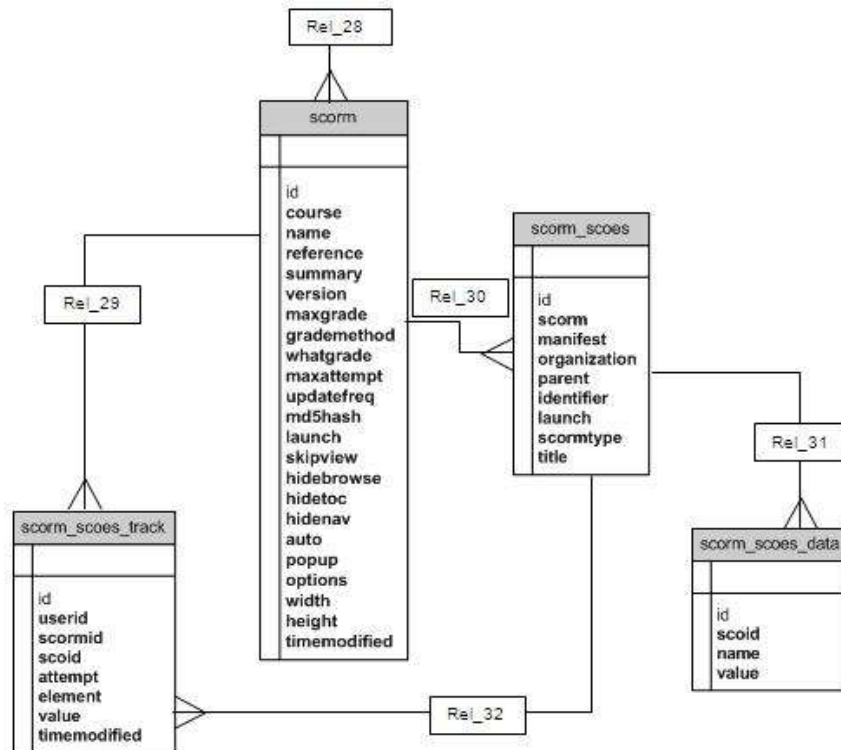 Rel_28
scorm
id
course
name
reference
summary
version
maxgrade
grademethod
whatgrade
maxattempt
updatefreq
md5hash
launch
skipview
hidebrowse
hidetoc
hidenav
auto
popup
options
width
height
timemodified
Rel_29
Rel_30
scorm_scoes
id
scorm
manifest
organization
parent
identifier
launch
scormtype
title
Rel_31
scorm_scoes_track
id
userid
scormid
scoid
attempt
element
value
timemodified
Rel_32
scorm_scoes_data
id
scoid
name
value